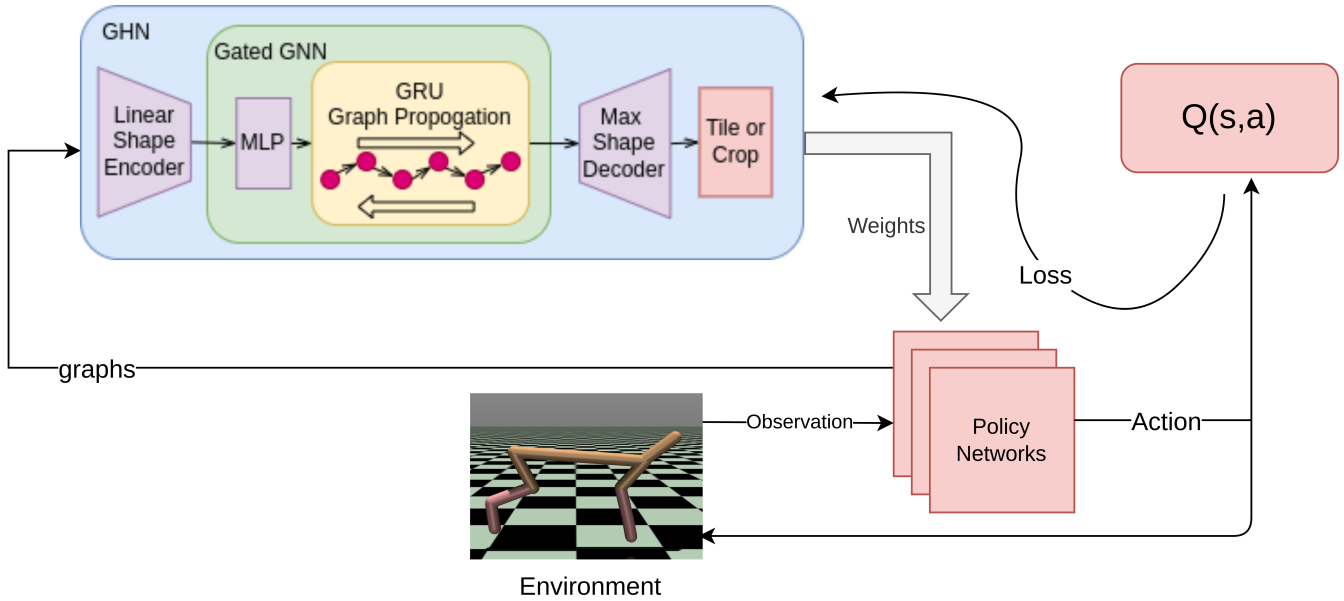 GHN
Gated GNN
Linear
Shape
Encoder
MLP
GRU
Graph Propogation
Max
Shape
Decoder
Tile or
Crop
Q(s,a)
Weights
Loss
graphs
Observation
Policy
Networks
Action
Environment